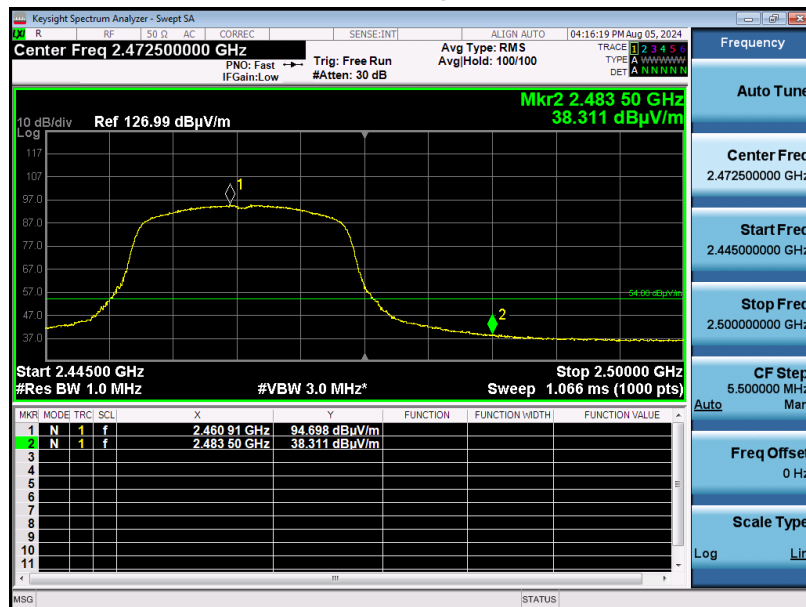 Keysight Spectrum Analyzer - Swept SA
LXI R RF 50 Ω AC CORREC SENSE:INT ALIGN AUTO 04:16:19 PM Aug 05, 2024
Center Freq 2.472500000 GHz
PNO: Fast
IFGain:Low
Trig: Free Run
#Atten: 30 dB
Avg Type: RMS
Avg|Hold: 100/100
TRACE 1 2 3 4 5 6
TYPE A WWWWW
DET A N N N N N
Mkr2 2.483 50 GHz
38.311 dBµV/m
10 dB/div Ref 126.99 dBµV/m
Log
117
107
97.0
87.0
77.0
67.0
57.0
47.0
37.0
1
2
54.00 dBµV/m
Start 2.44500 GHz Stop 2.50000 GHz
#Res BW 1.0 MHz #VBW 3.0 MHz* Sweep 1.066 ms (1000 pts)
MKR MODE TRC SCL X Y FUNCTION FUNCTION WIDTH FUNCTION VALUE
1 N 1 f 2.460 91 GHz 94.698 dBµV/m
2 N 1 f 2.483 50 GHz 38.311 dBµV/m
3
4
5
6
7
8
9
10
11
MSG STATUS
Frequency
Auto Tune
Center Freq
2.472500000 GHz
Start Freq
2.445000000 GHz
Stop Freq
2.500000000 GHz
CF Step
5.500000 MHz
Auto Man
Freq Offset
0 Hz
Scale Type
Log Lin